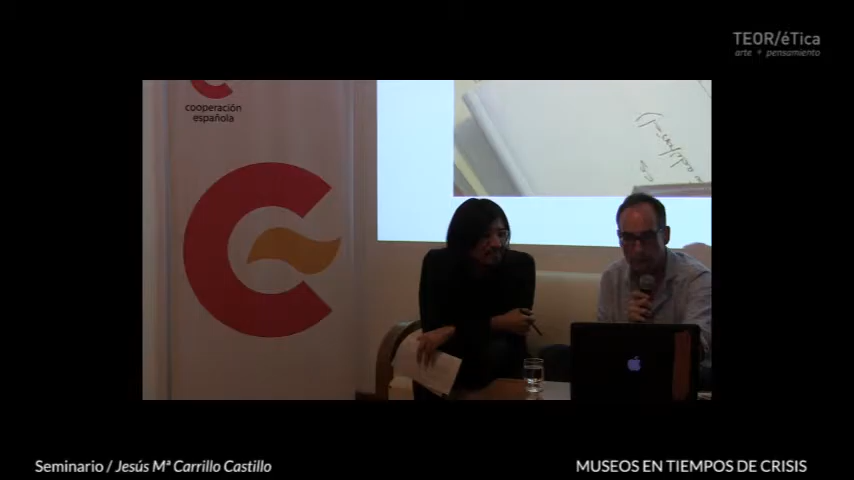 TEOR/éTica
arte + pensamiento
cooperación
española
Seminario / Jesús Mª Carrillo Castillo
MUSEOS EN TIEMPOS DE CRISIS